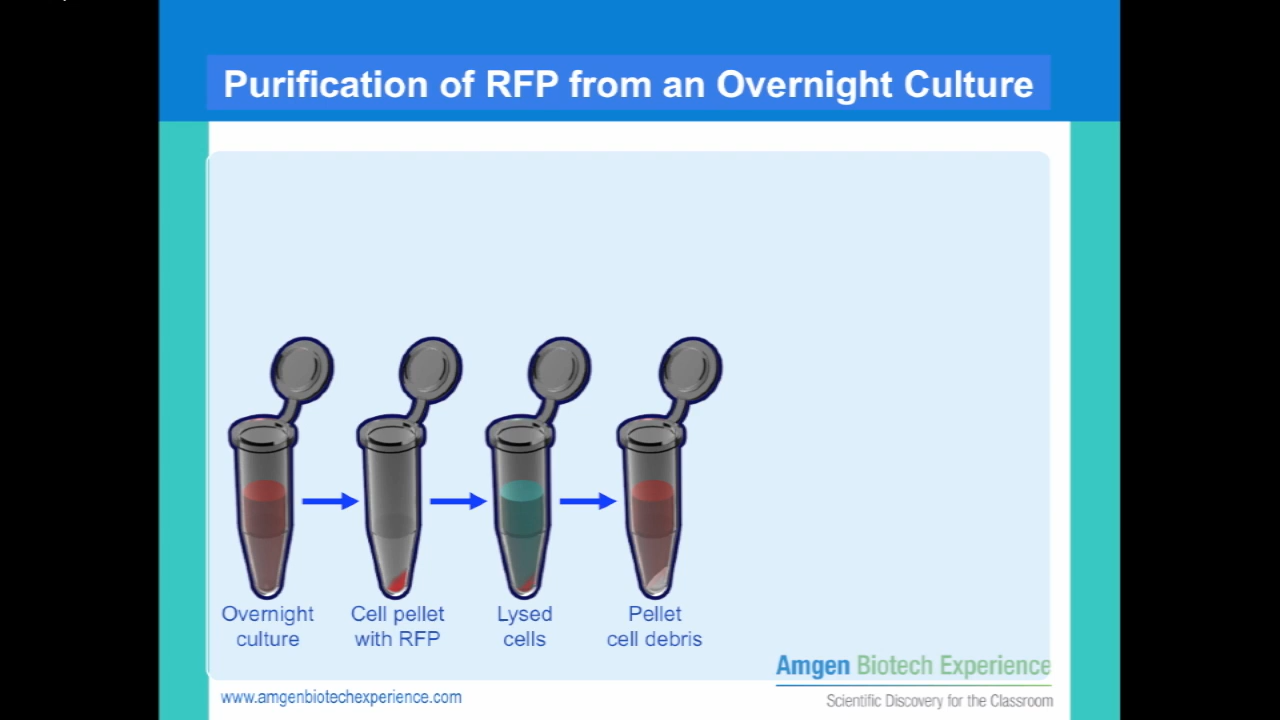 Purification of RFP from an Overnight Culture
Overnight
culture
Cell pellet
with RFP
Lysed
cells
Pellet
cell debris
Amgen Biotech Experience
Scientific Discovery for the Classroom
www.amgenbiotechexperience.com